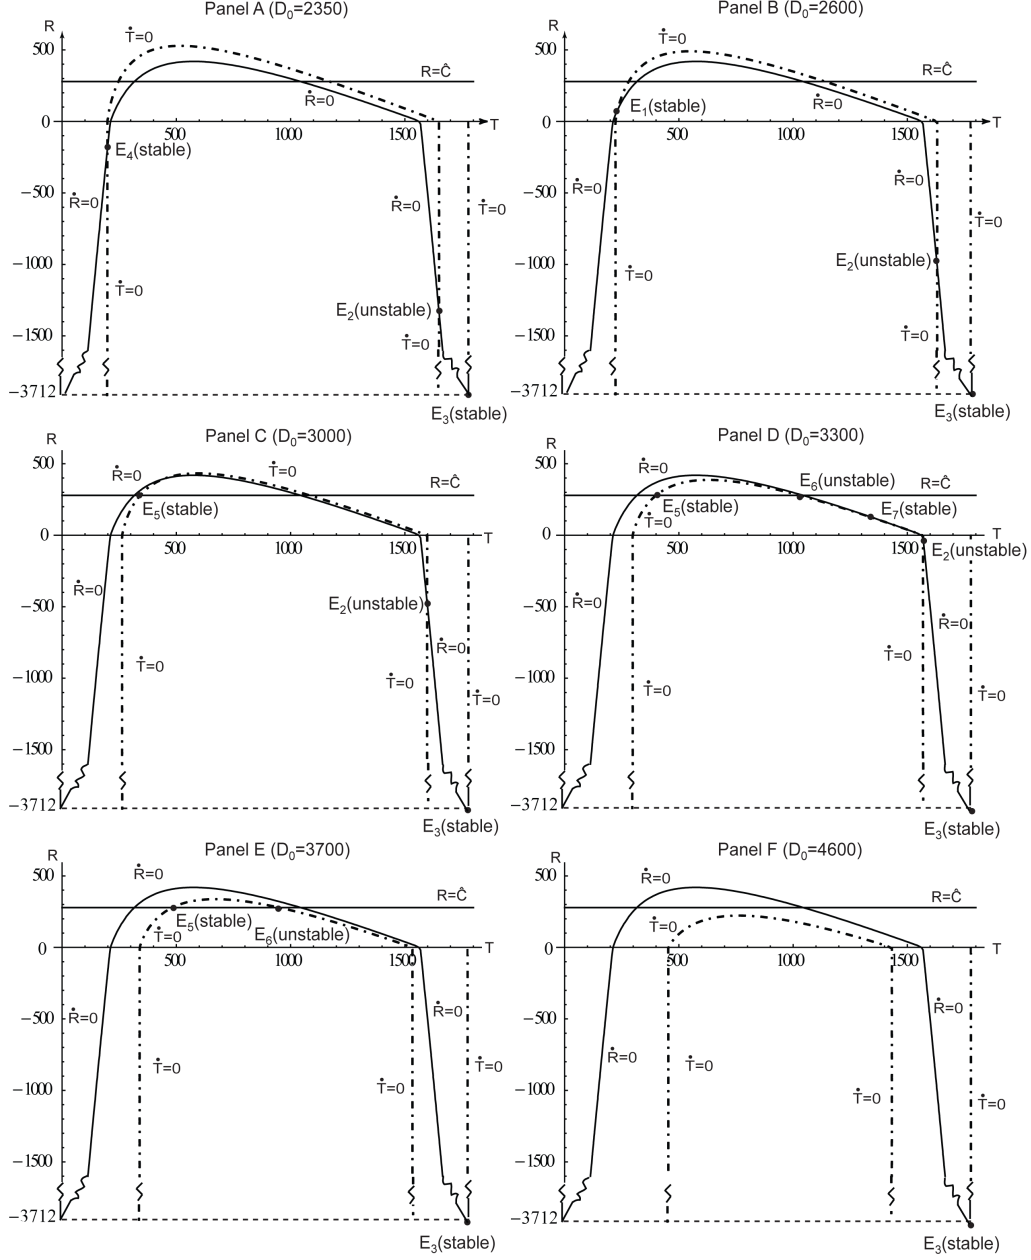 Panel A (D₀=2350)
R
Ṫ=0
500
R=Ĉ
Ṙ=0
0
500
1000
1500
T
E₄(stable)
Ṙ=0
Ṙ=0
Ṫ=0
−500
Ṫ=0
−1000
E₂(unstable)
Ṫ=0
−1500
−3712
E₃(stable)
Panel B (D₀=2600)
R
Ṫ=0
500
R=Ĉ
E₁(stable)
Ṙ=0
0
500
1000
1500
T
Ṙ=0
Ṙ=0
−500
Ṫ=0
−1000
E₂(unstable)
Ṫ=0
Ṫ=0
−1500
−3712
E₃(stable)
Panel C (D₀=3000)
R
500
Ṙ=0
Ṫ=0
R=Ĉ
E₅(stable)
0
500
1000
1500
T
Ṙ=0
−500
E₂(unstable)
Ṙ=0
Ṫ=0
−1000
Ṫ=0
Ṫ=0
−1500
−3712
E₃(stable)
Panel D (D₀=3300)
R
500
Ṙ=0
E₆(unstable)
R=Ĉ
E₅(stable)
E₇(stable)
Ṫ=0
0
500
1000
1500
T
E₂(unstable)
Ṙ=0
−500
Ṙ=0
Ṫ=0
−1000
Ṫ=0
Ṫ=0
−1500
−3712
E₃(stable)
Panel E (D₀=3700)
R
500
Ṙ=0
R=Ĉ
E₅(stable)
Ṫ=0
E₆(unstable)
0
500
1000
1500
T
Ṙ=0
Ṙ=0
−500
Ṫ=0
Ṫ=0
−1000
Ṫ=0
−1500
−3712
E₃(stable)
Panel F (D₀=4600)
R
500
Ṙ=0
R=Ĉ
Ṫ=0
0
500
1000
1500
T
Ṙ=0
−500
Ṙ=0
Ṫ=0
−1000
Ṫ=0
Ṫ=0
−1500
−3712
E₃(stable)